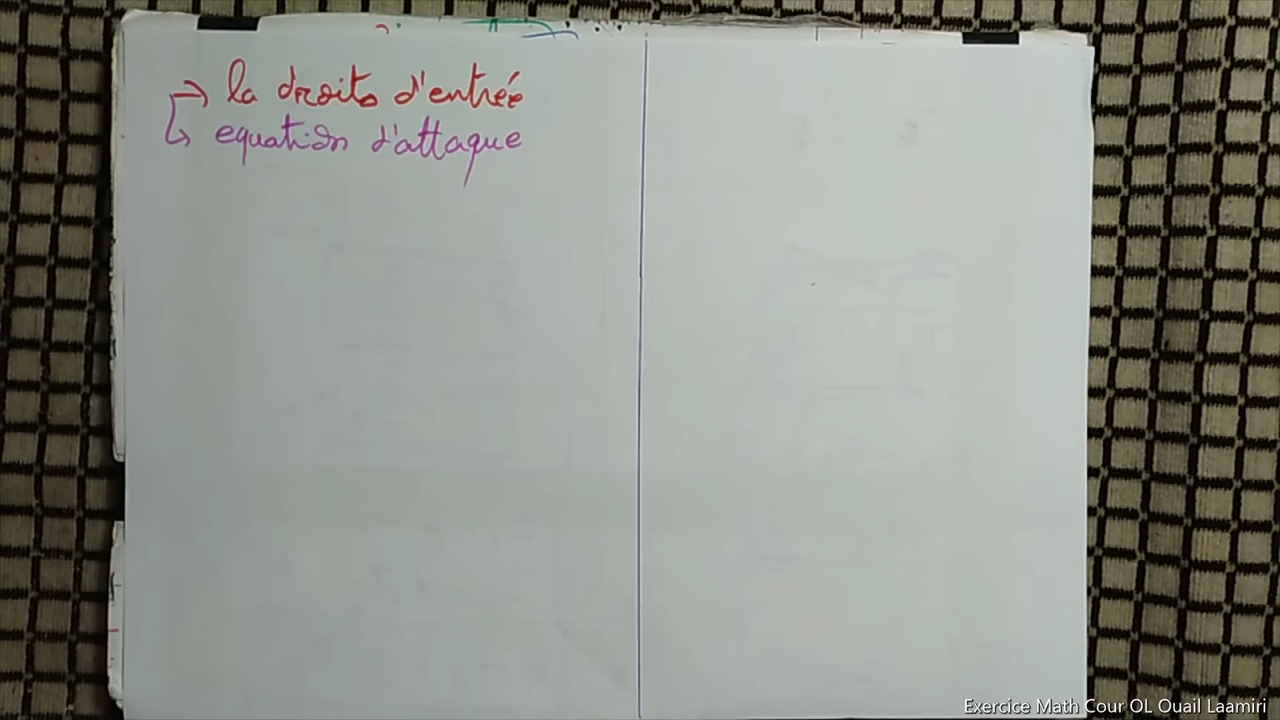 → la droite d'entrée
↳ equation d'attaque
Exercice Math Cour OL Ouail Laamiri